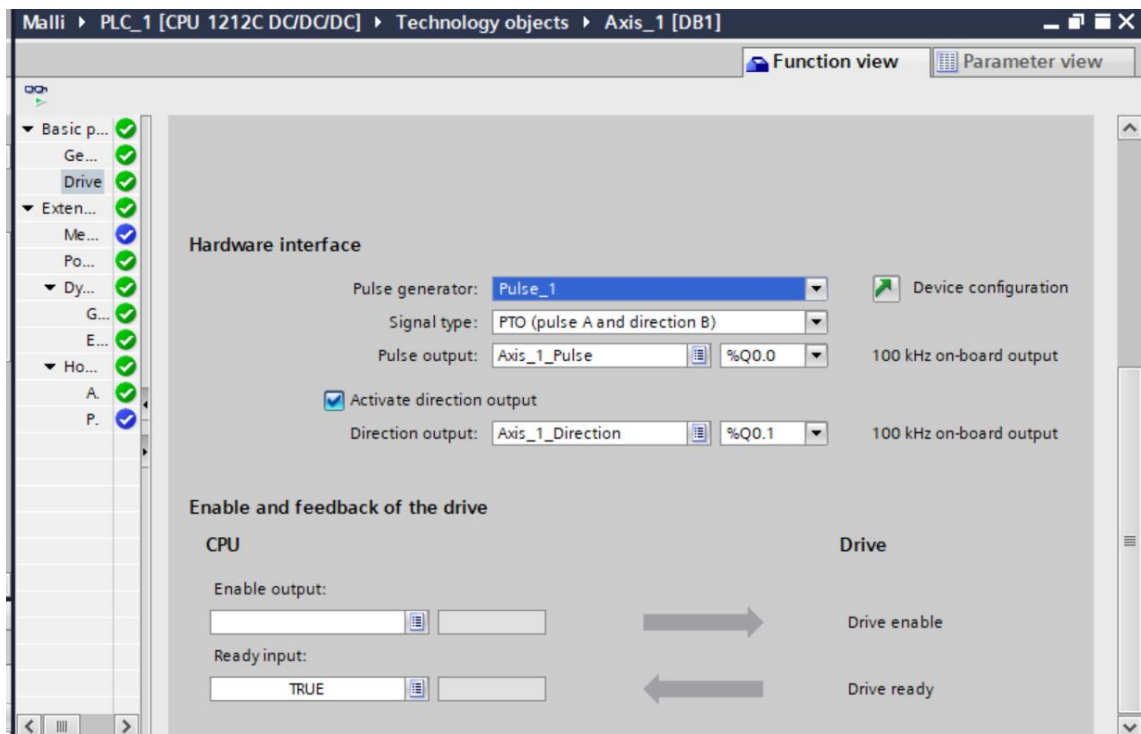 Malli ▸ PLC_1 [CPU 1212C DC/DC/DC] ▸ Technology objects ▸ Axis_1 [DB1]
Function view
Parameter view
Basic p...
Ge...
Drive
Exten...
Me...
Po...
Dy...
G...
E...
Ho...
A.
P.
Hardware interface
Pulse generator: Pulse_1
Device configuration
Signal type: PTO (pulse A and direction B)
Pulse output: Axis_1_Pulse %Q0.0 100 kHz on-board output
Activate direction output
Direction output: Axis_1_Direction %Q0.1 100 kHz on-board output
Enable and feedback of the drive
CPU Drive
Enable output:
Drive enable
Ready input:
TRUE Drive ready